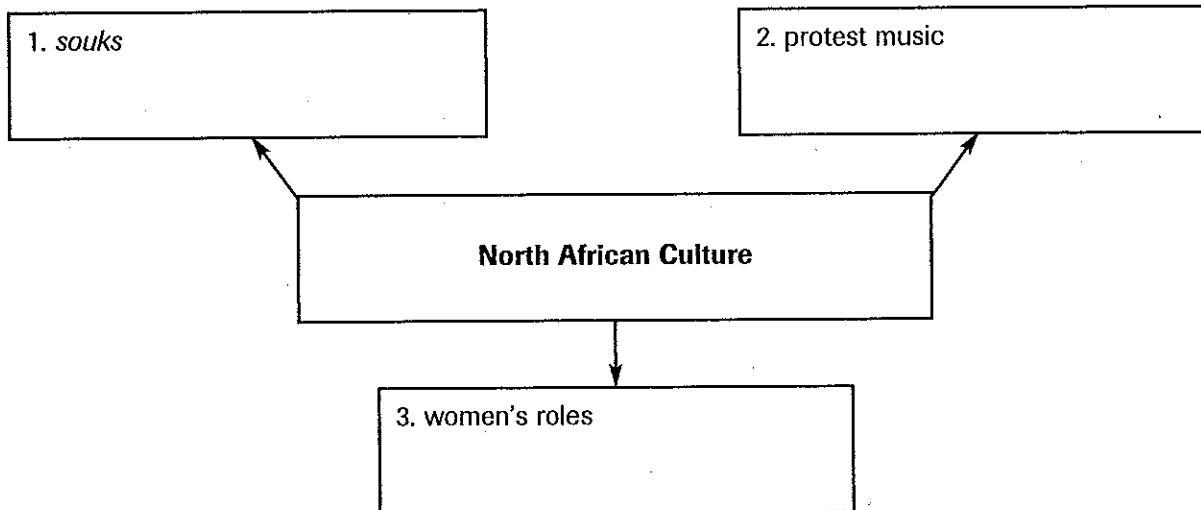 1. souks
2. protest music
North African Culture
3. women's roles